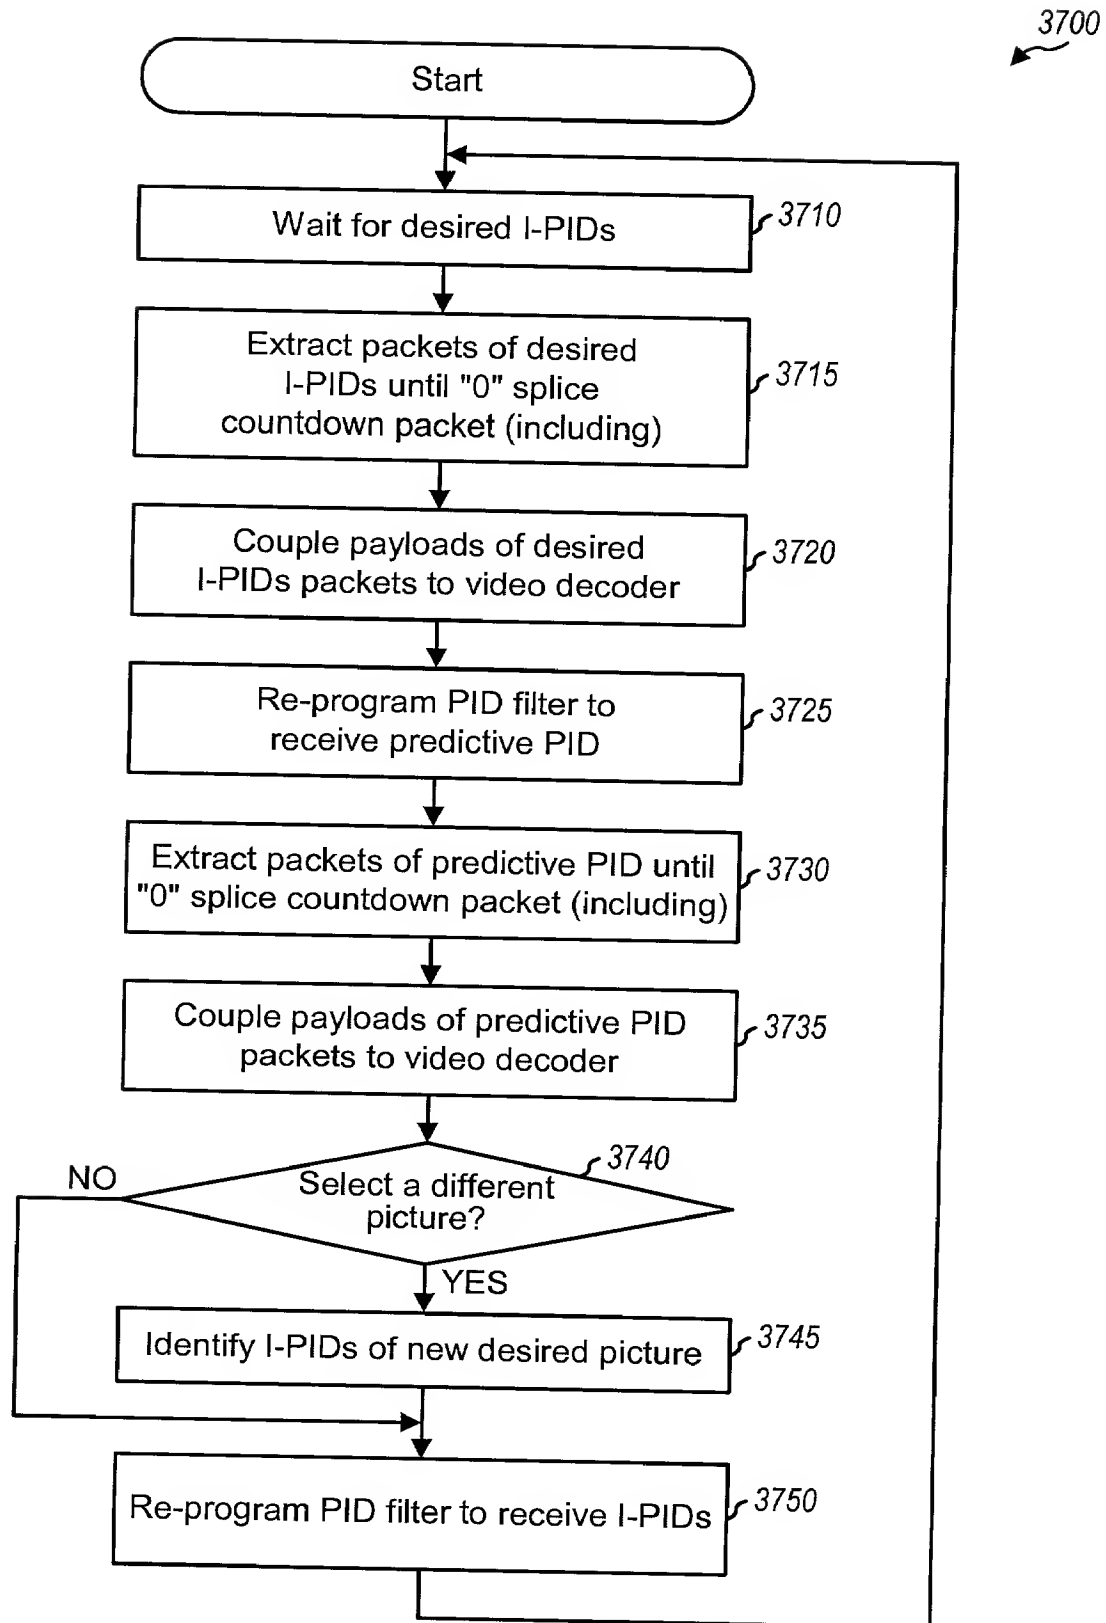 3700
Start
Wait for desired I-PIDs
3710
Extract packets of desired
I-PIDs until "0" splice
countdown packet (including)
3715
Couple payloads of desired
I-PIDs packets to video decoder
3720
Re-program PID filter to
receive predictive PID
3725
Extract packets of predictive PID until
"0" splice countdown packet (including)
3730
Couple payloads of predictive PID
packets to video decoder
3735
3740
NO
Select a different
picture?
YES
Identify I-PIDs of new desired picture
3745
Re-program PID filter to receive I-PIDs
3750